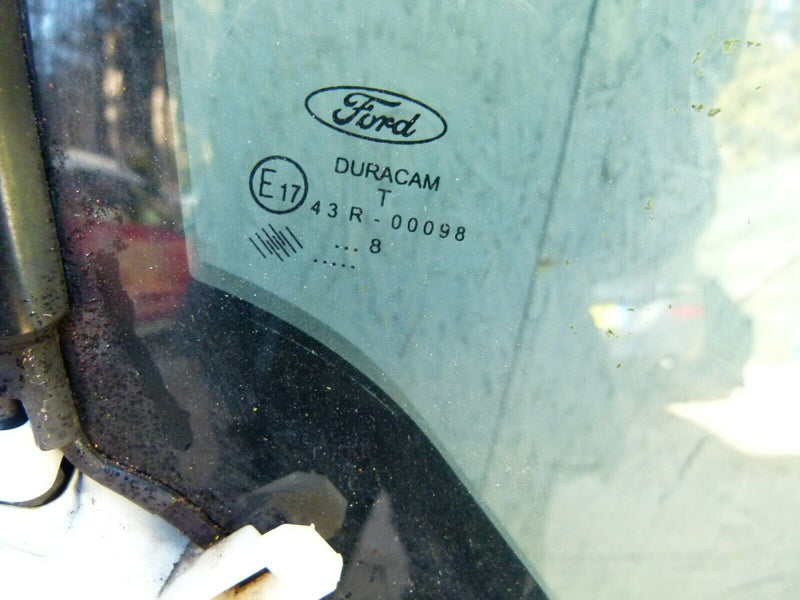 Ford
DURACAM
T
E17
43R-00098
...8
.....